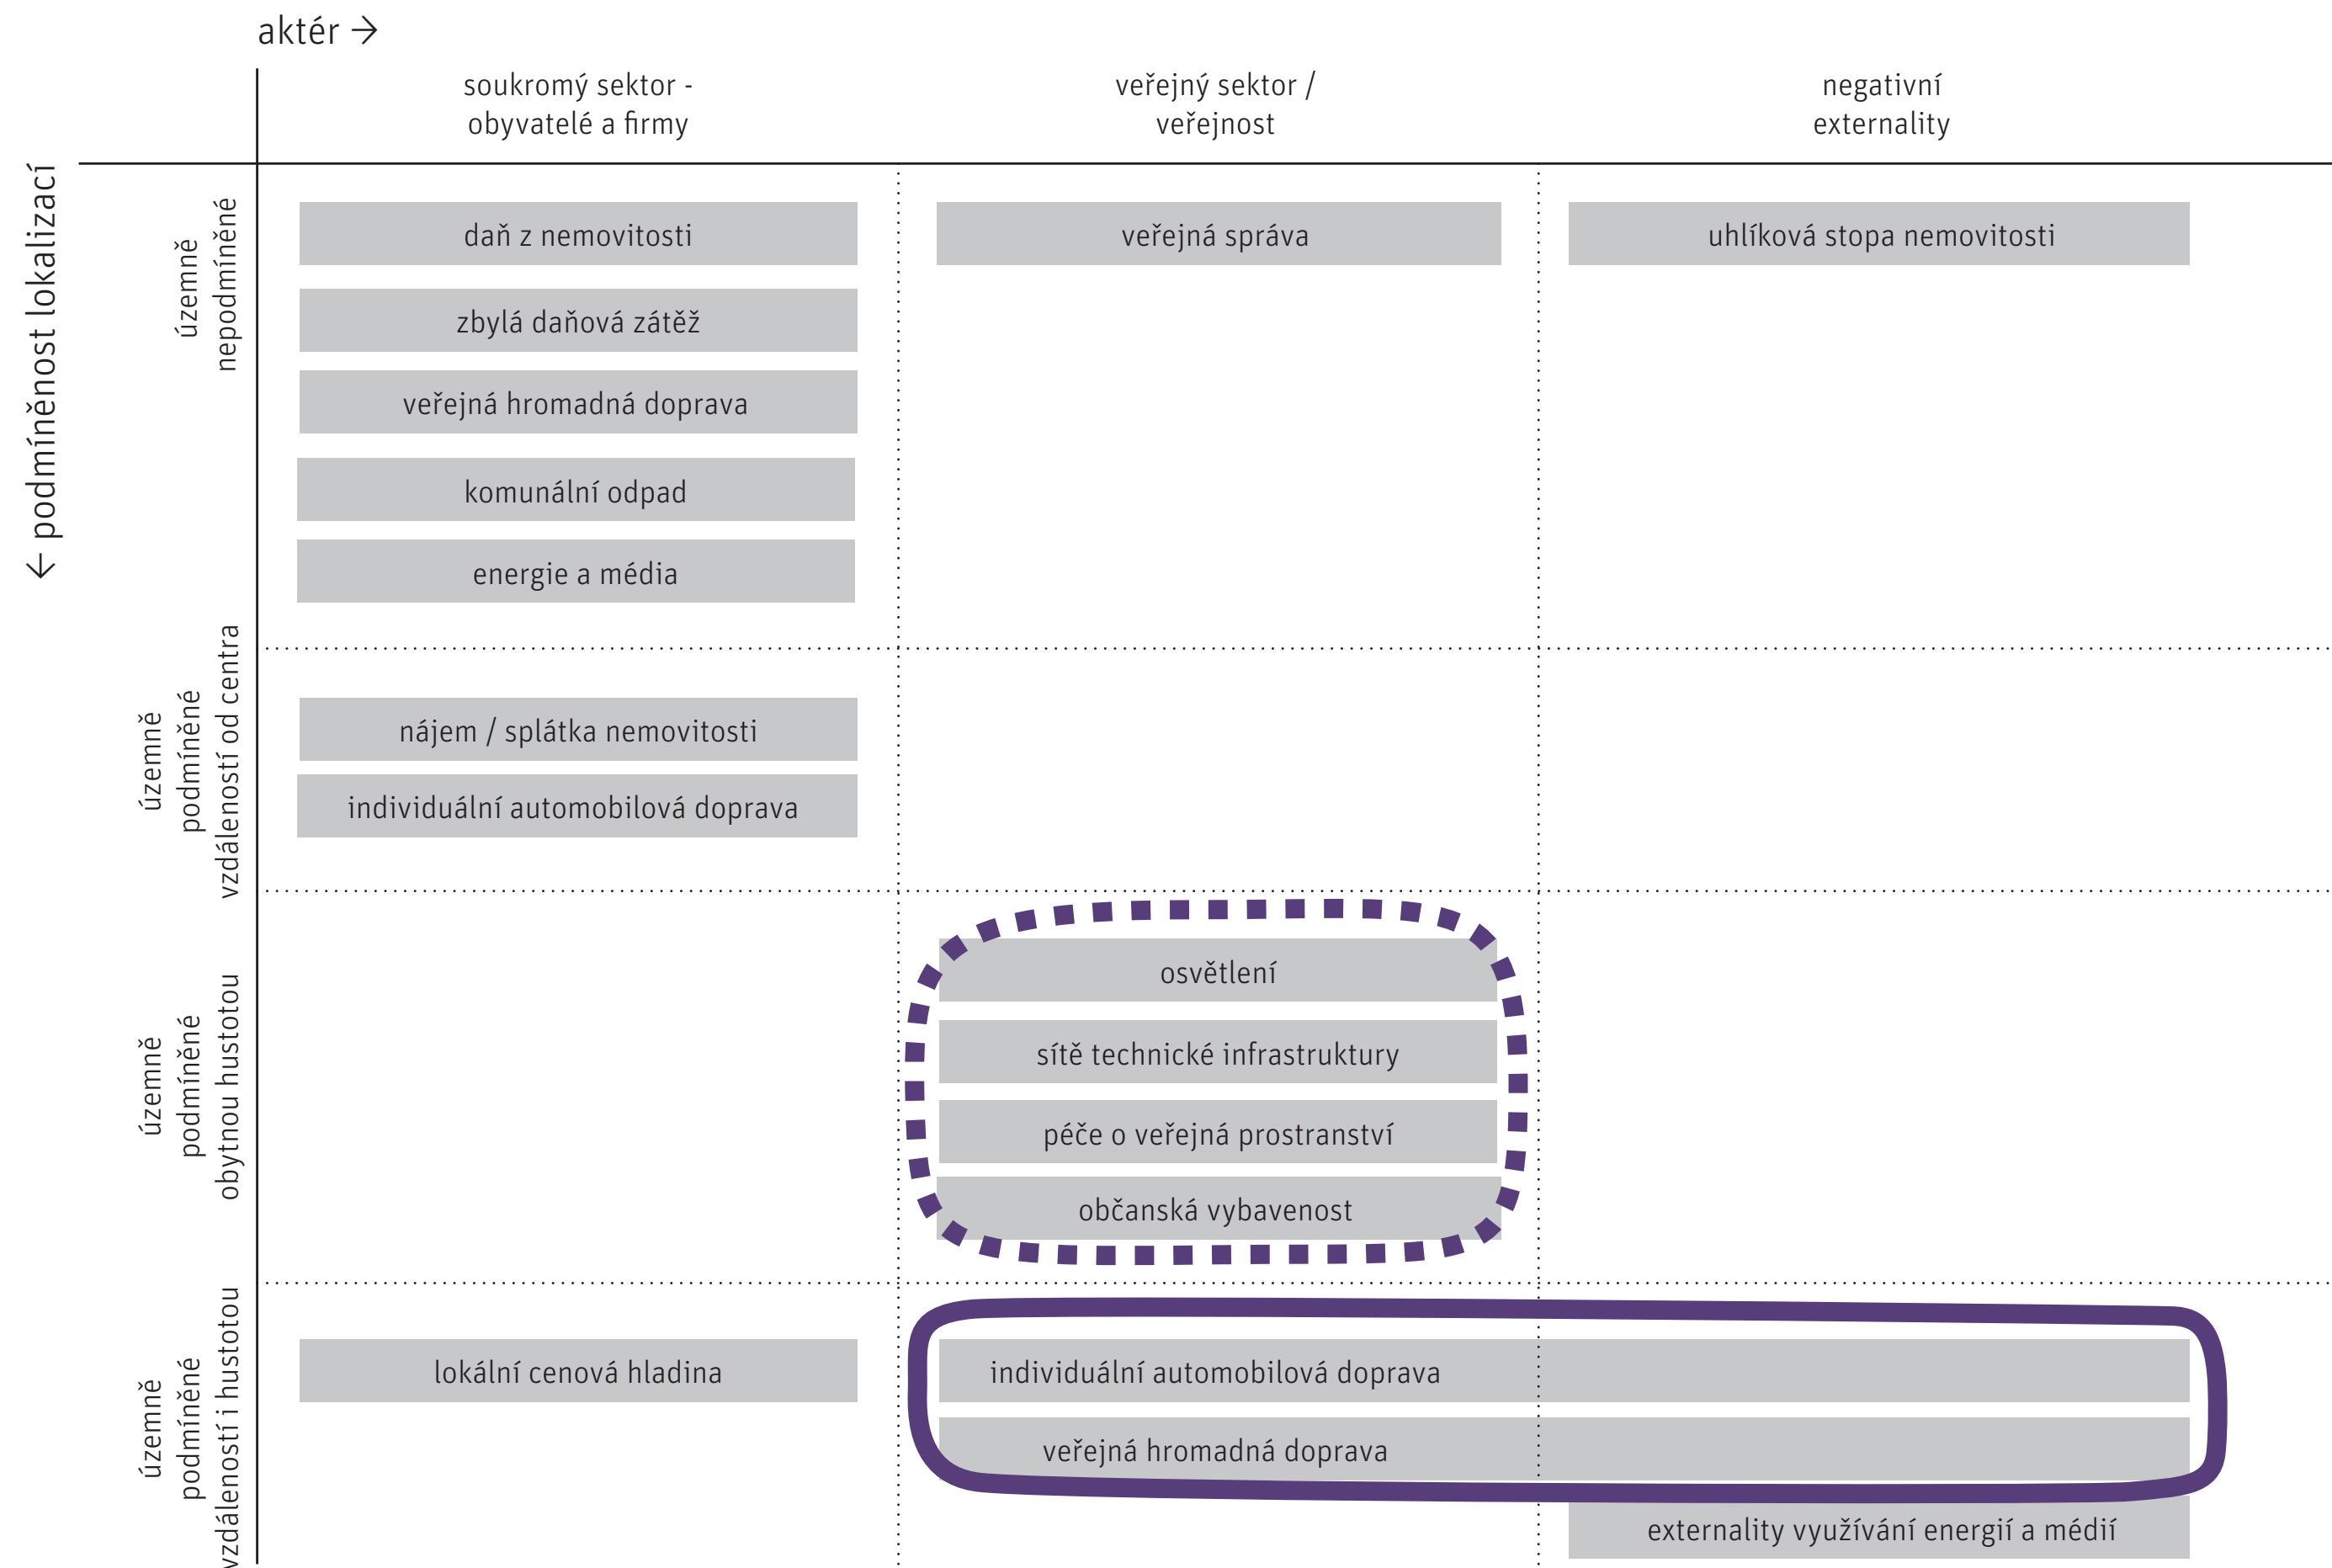 aktér →
soukromý sektor -
obyvatelé a firmy
veřejný sektor /
veřejnost
negativní
externality
← podmíněnost lokalizací
územně
nepodmíněné
daň z nemovitosti
veřejná správa
uhlíková stopa nemovitosti
zbylá daňová zátěž
veřejná hromadná doprava
komunální odpad
energie a média
územně
podmíněné
vzdáleností od centra
nájem / splátka nemovitosti
individuální automobilová doprava
územně
podmíněné
obytnou hustotou
osvětlení
sítě technické infrastruktury
péče o veřejná prostranství
občanská vybavenost
územně
podmíněné
vzdáleností i hustotou
lokální cenová hladina
individuální automobilová doprava
veřejná hromadná doprava
externality využívání energií a médií